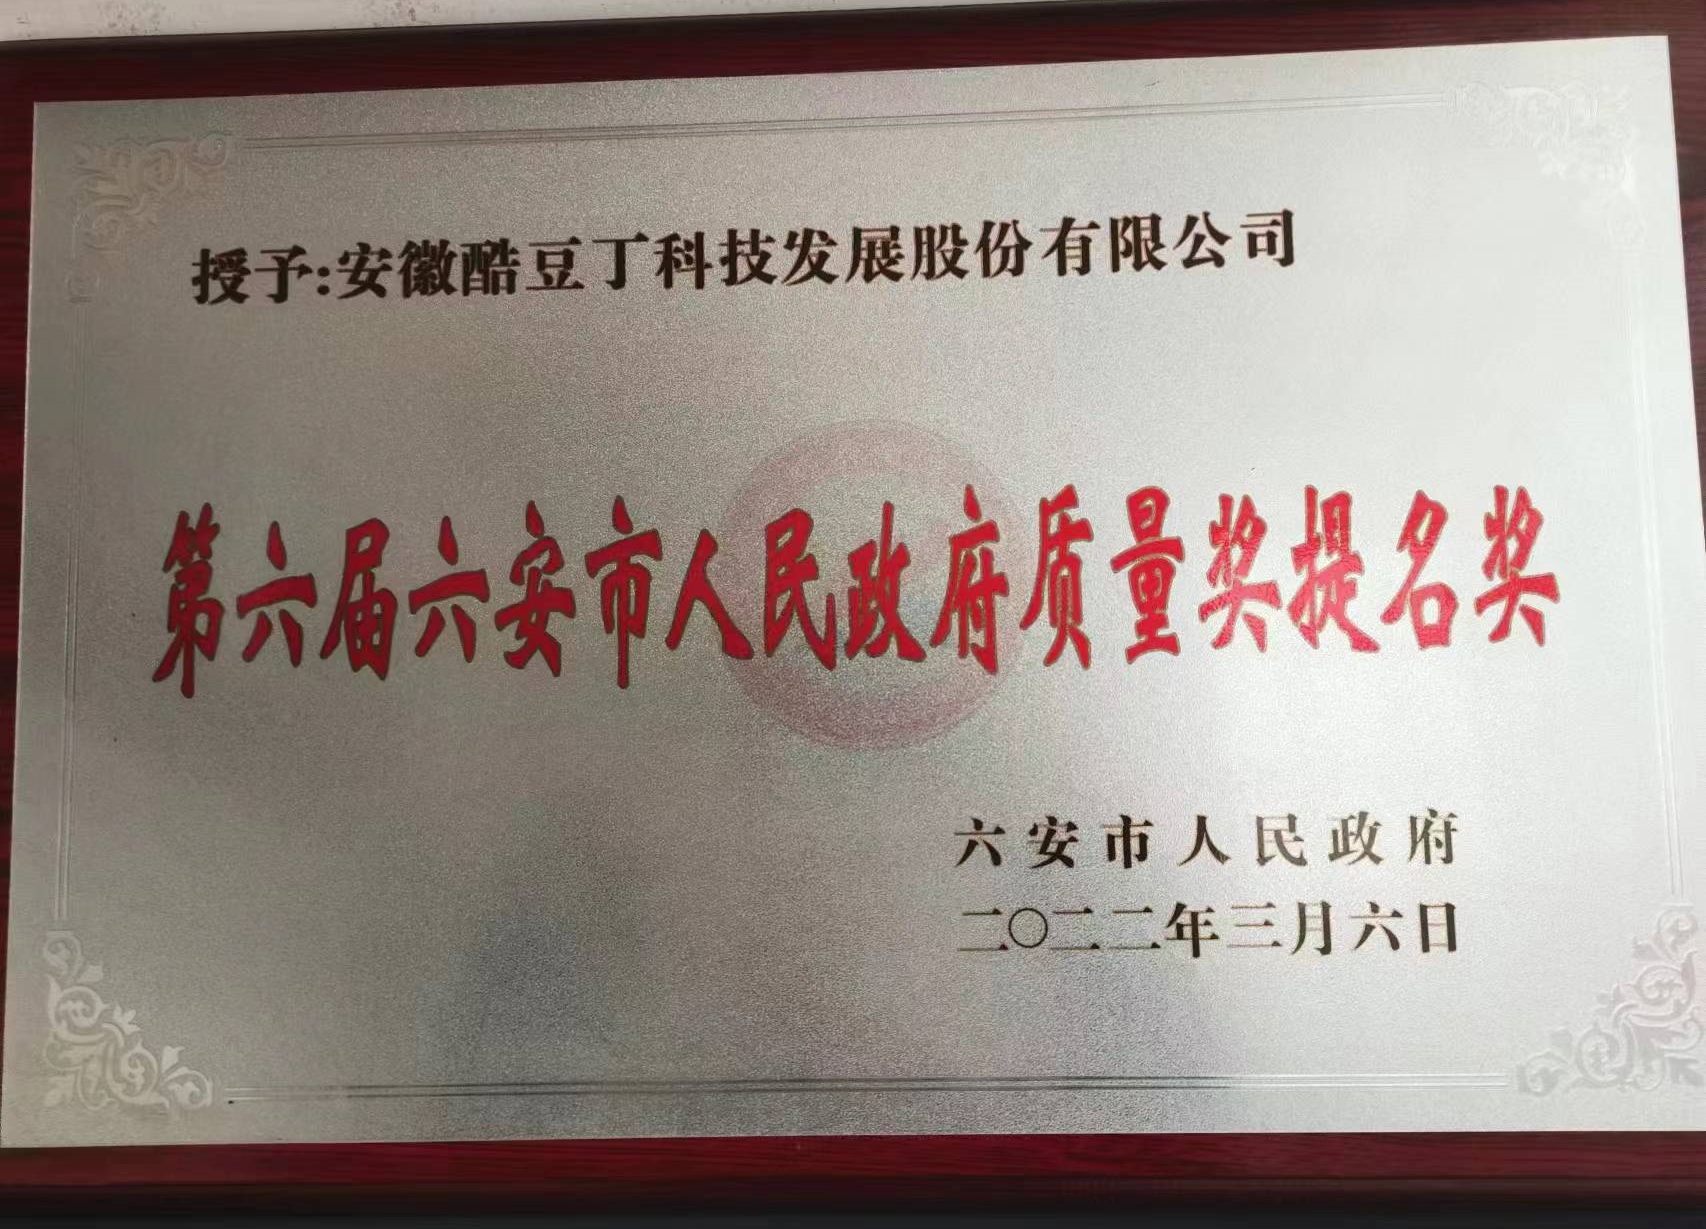 授予:安徽酷豆丁科技发展股份有限公司
第六届六安市人民政府质量奖提名奖
六安市人民政府
二〇二二年三月六日